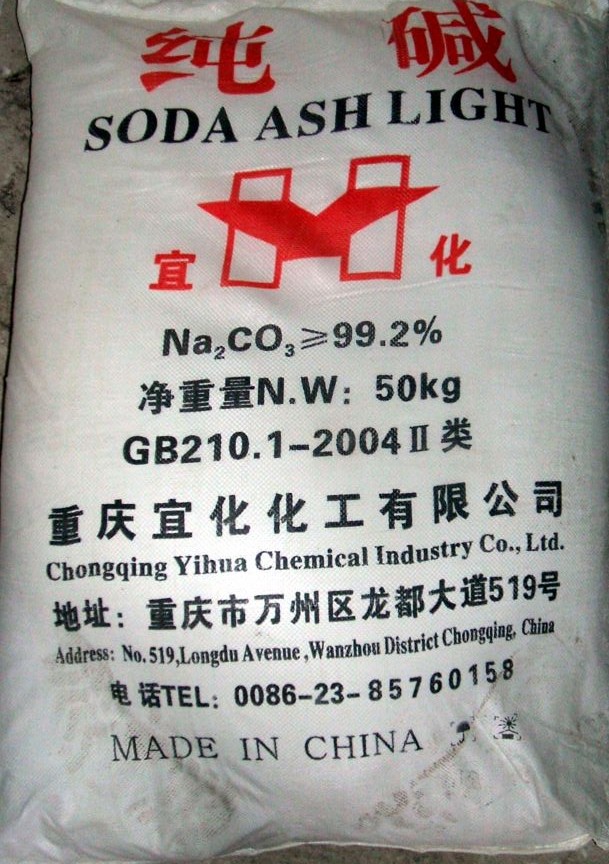 纯 碱
SODA ASH LIGHT
宜 化
Na₂CO₃≥99.2%
净重量N.W: 50kg
GB210.1-2004Ⅱ类
重庆宜化化工有限公司
Chongqing Yihua Chemical Industry Co., Ltd.
地址：重庆市万州区龙都大道519号
Address: No.519,Longdu Avenue,Wanzhou District Chongqing, China
电话TEL: 0086-23-85760158
MADE IN CHINA